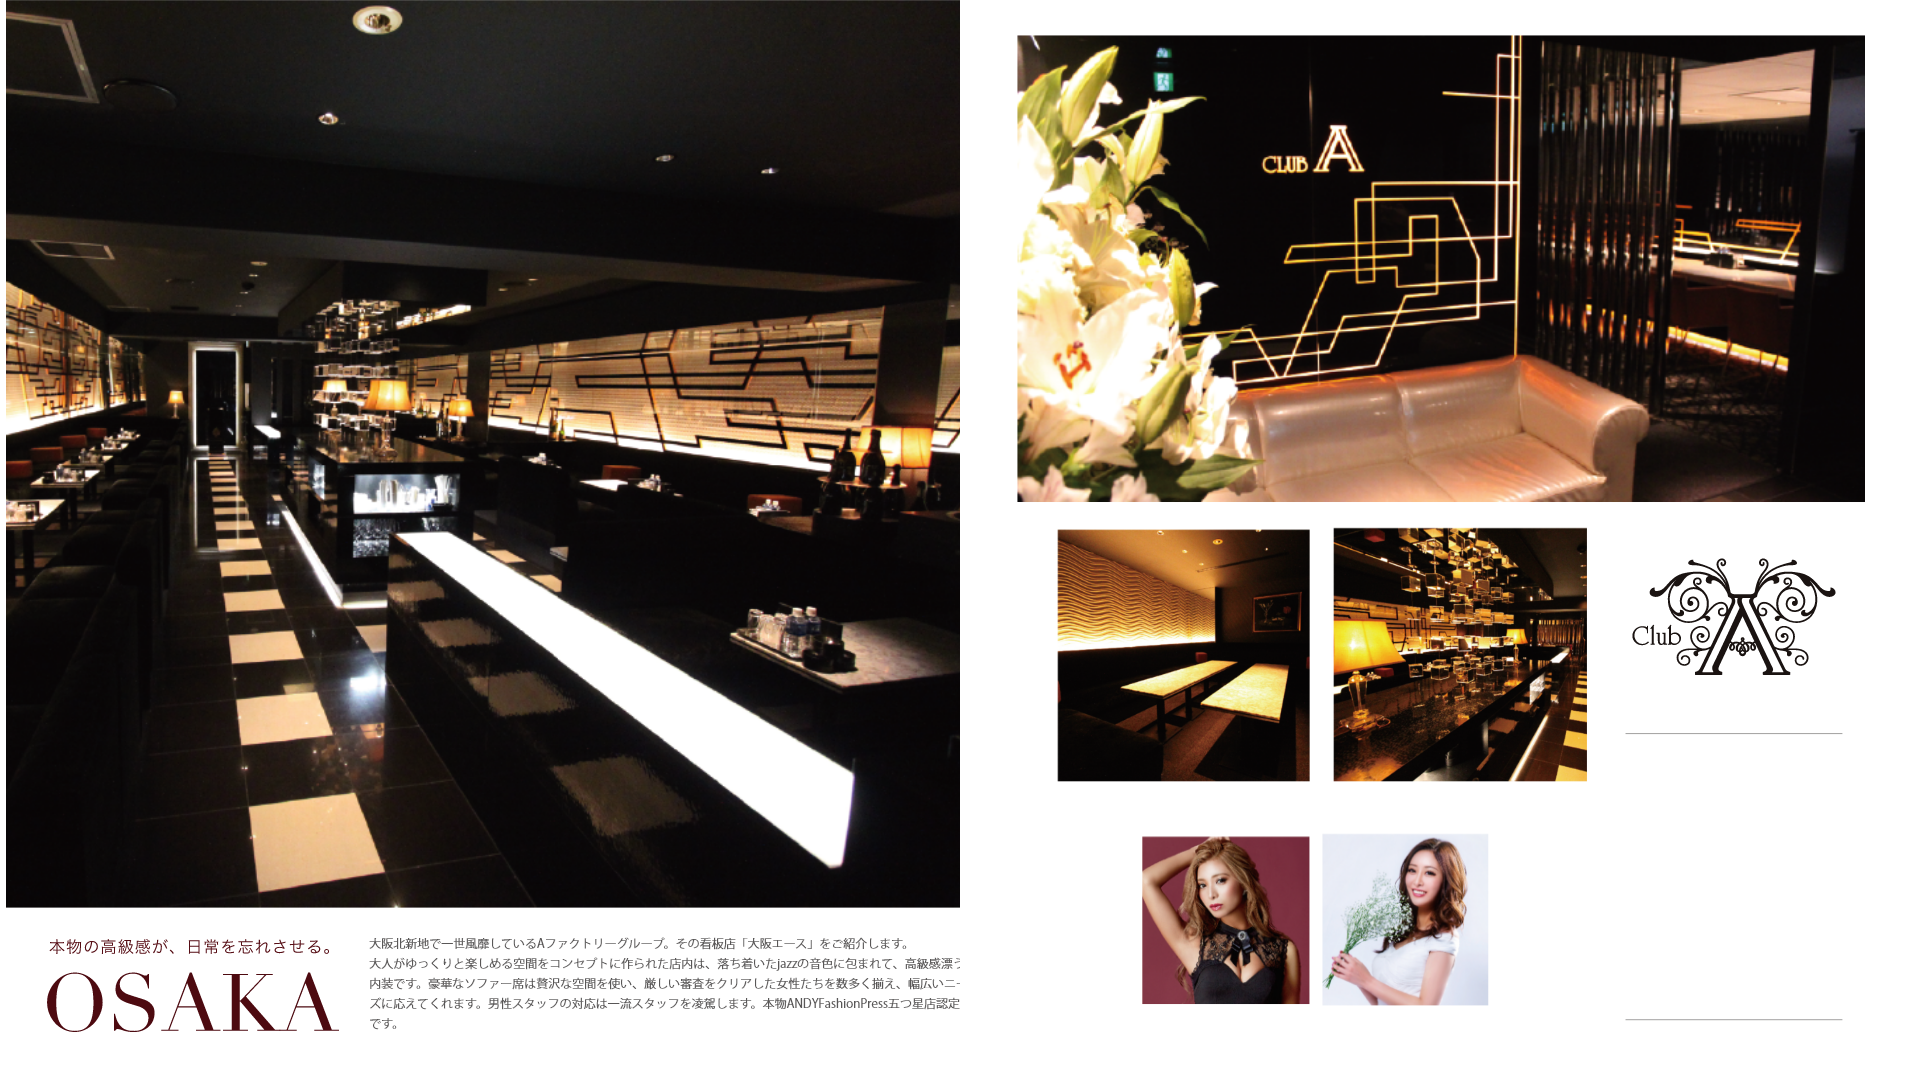 本物の高級感が、日常を忘れさせる。
OSAKA
大阪北新地で一世風靡しているAファクトリーグループ。その看板店「大阪エース」をご紹介します。
大人がゆっくりと楽しめる空間をコンセプトに作られた店内は、落ち着いたjazzの音色に包まれて、高級感漂う
内装です。豪華なソファー席は贅沢な空間を使い、厳しい審査をクリアした女性たちを数多く揃え、幅広いニー
ズに応えてくれます。男性スタッフの対応は一流スタッフを凌駕します。本物ANDYFashionPress五つ星店認定
です。
CLUB A
Club A